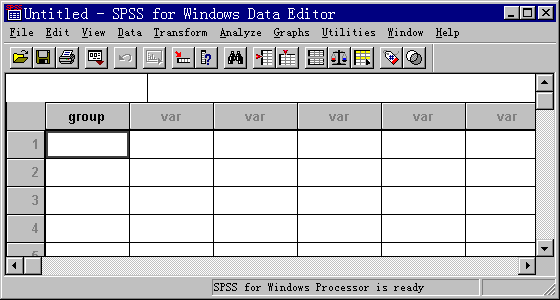 Untitled - SPSS for Windows Data Editor
File Edit View Data Transform Analyze Graphs Utilities Window Help
group var var var var var
1
2
3
4
5
SPSS for Windows Processor is ready